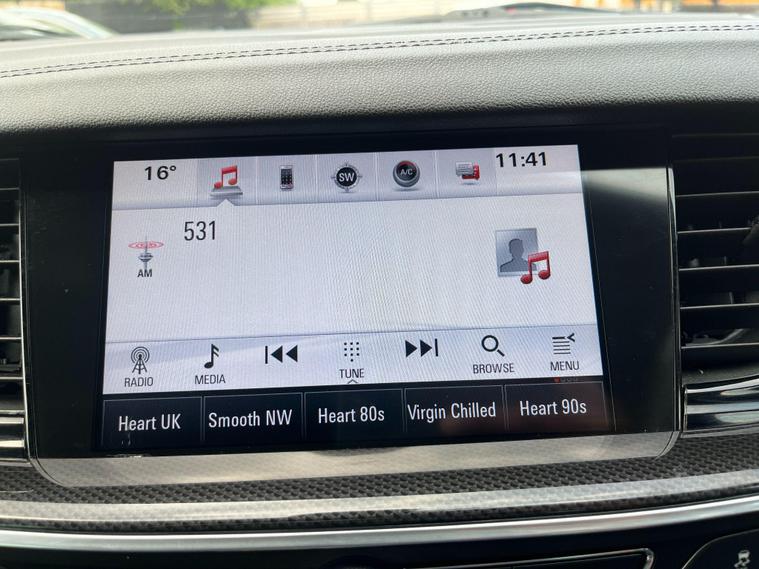 16°
SW
A/C
11:41
531
AM
RADIO
MEDIA
TUNE
BROWSE
MENU
Heart UK
Smooth NW
Heart 80s
Virgin Chilled
Heart 90s